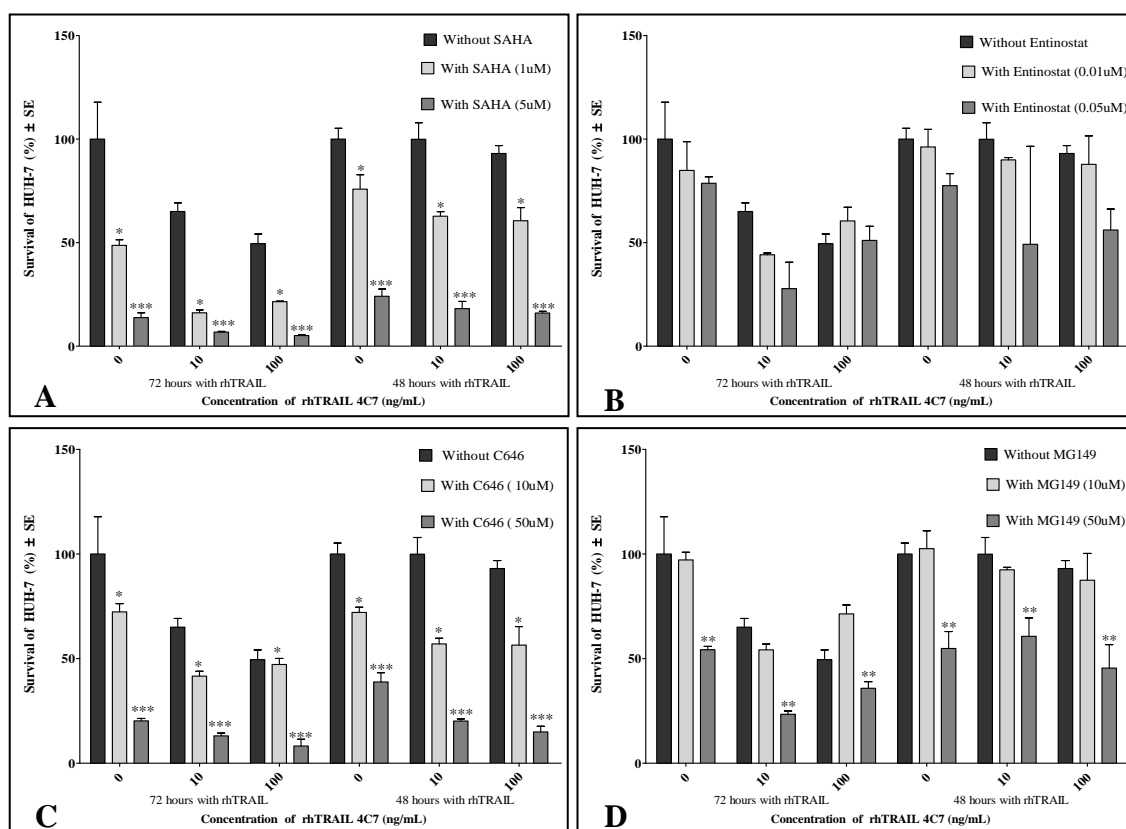 150
100
50
0
Survival of HUH-7 (%) ± SE
Without SAHA
With SAHA (1uM)
With SAHA (5uM)
* *** * *** * *** * *** * *** * ***
0 10 100 0 10 100
72 hours with rhTRAIL 48 hours with rhTRAIL
Concentration of rhTRAIL 4C7 (ng/mL)
A
150
100
50
0
Survival of HUH-7 (%) ± SE
Without Entinostat
With Entinostat (0.01uM)
With Entinostat (0.05uM)
0 10 100 0 10 100
72 hours with rhTRAIL 48 hours with rhTRAIL
Concentration of rhTRAIL 4C7 (ng/mL)
B
150
100
50
0
Survival of HUH-7 (%) ± SE
Without C646
With C646 ( 10uM)
With C646 ( 50uM)
* *** * *** * *** * *** * *** * ***
0 10 100 0 10 100
72 hours with rhTRAIL 48 hours with rhTRAIL
Concentration of rhTRAIL 4C7 (ng/mL)
C
150
100
50
0
Survival of HUH-7 (%) ± SE
Without MG149
With MG149 (10uM)
With MG149 (50uM)
** ** ** ** ** **
0 10 100 0 10 100
72 hours with rhTRAIL 48 hours with rhTRAIL
Concentration of rhTRAIL 4C7 (ng/mL)
D